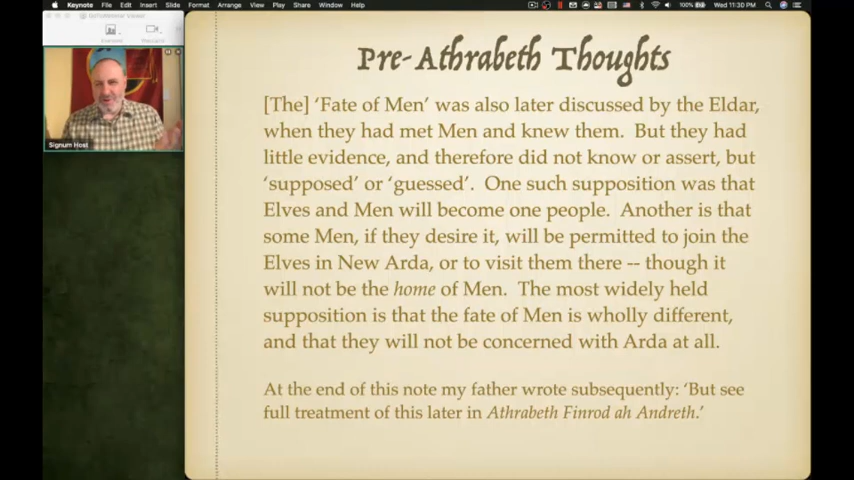 Keynote File Edit Insert Slide Format Arrange View Play Share Window Help 100% Wed 11:30 PM
Signum Host
Pre-Athrabeth Thoughts
[The] ‘Fate of Men’ was also later discussed by the Eldar,
when they had met Men and knew them. But they had
little evidence, and therefore did not know or assert, but
‘supposed’ or ‘guessed’. One such supposition was that
Elves and Men will become one people. Another is that
some Men, if they desire it, will be permitted to join the
Elves in New Arda, or to visit them there -- though it
will not be the home of Men. The most widely held
supposition is that the fate of Men is wholly different,
and that they will not be concerned with Arda at all.
At the end of this note my father wrote subsequently: ‘But see
full treatment of this later in Athrabeth Finrod ah Andreth.’